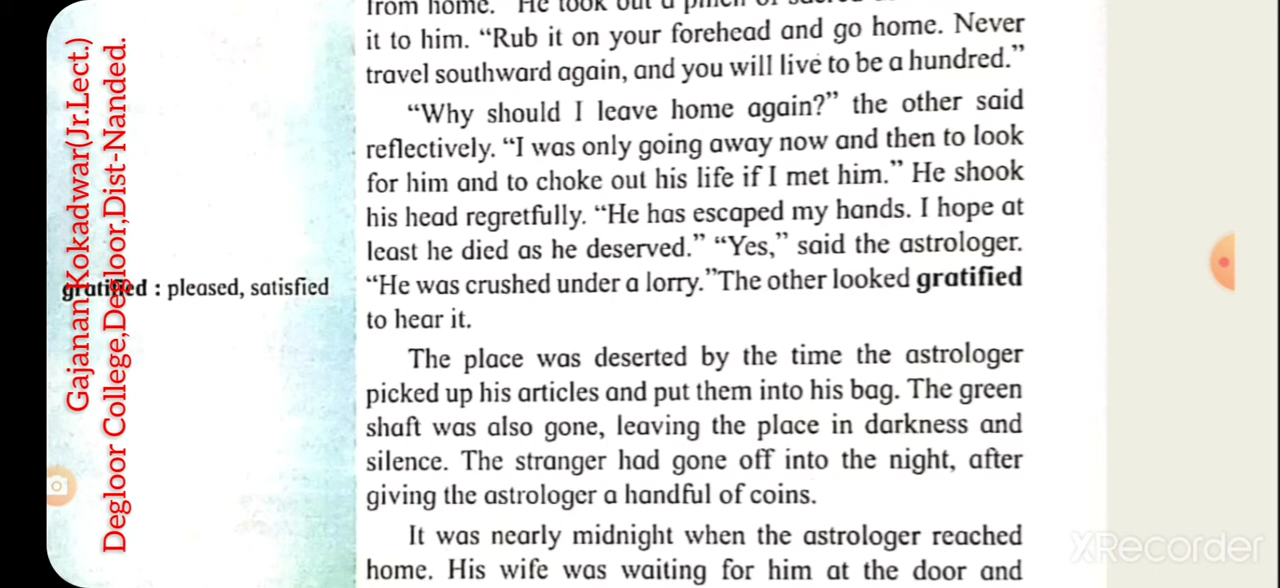 from home." He took out a pinch of sacred
it to him. "Rub it on your forehead and go home. Never
travel southward again, and you will live to be a hundred."
"Why should I leave home again?" the other said
reflectively. "I was only going away now and then to look
for him and to choke out his life if I met him." He shook
his head regretfully. "He has escaped my hands. I hope at
least he died as he deserved." "Yes," said the astrologer.
"He was crushed under a lorry."The other looked gratified
to hear it.
The place was deserted by the time the astrologer
picked up his articles and put them into his bag. The green
shaft was also gone, leaving the place in darkness and
silence. The stranger had gone off into the night, after
giving the astrologer a handful of coins.
It was nearly midnight when the astrologer reached
home. His wife was waiting for him at the door and
gratified : pleased, satisfied
Gajanan Kokadwar(Jr.Lect.)
Degloor College,Degloor,Dist-Nanded.
XRecorder